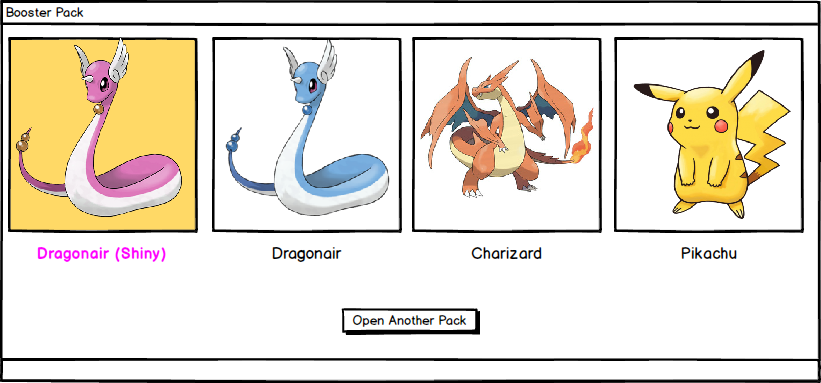 Booster Pack
Dragonair (Shiny)
Dragonair
Charizard
Pikachu
Open Another Pack